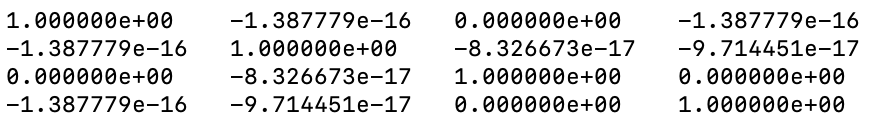 1.000000e+00 -1.387779e-16 0.000000e+00 -1.387779e-16
-1.387779e-16 1.000000e+00 -8.326673e-17 -9.714451e-17
0.000000e+00 -8.326673e-17 1.000000e+00 0.000000e+00
-1.387779e-16 -9.714451e-17 0.000000e+00 1.000000e+00